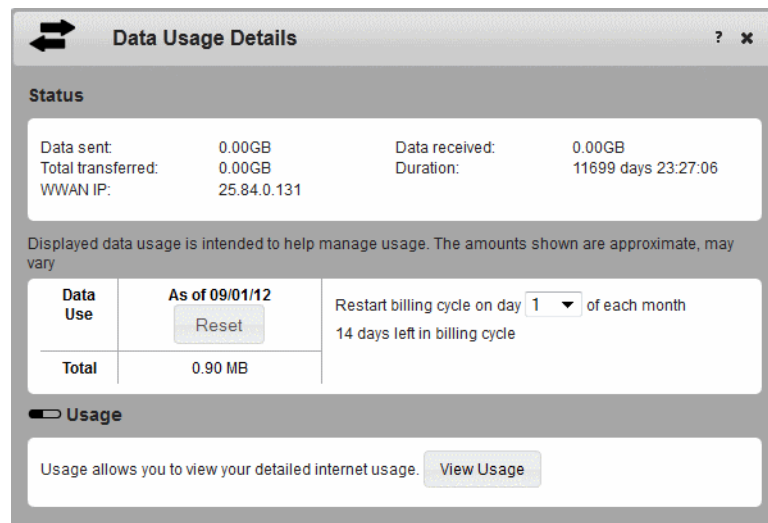 Data Usage Details ? ✖
Status
Data sent: 0.00GB Data received: 0.00GB
Total transferred: 0.00GB Duration: 11699 days 23:27:06
WWAN IP: 25.84.0.131
Displayed data usage is intended to help manage usage. The amounts shown are approximate, may
vary
Data Use As of 09/01/12
Reset
Restart billing cycle on day 1 of each month
14 days left in billing cycle
Total 0.90 MB
Usage
Usage allows you to view your detailed internet usage. View Usage